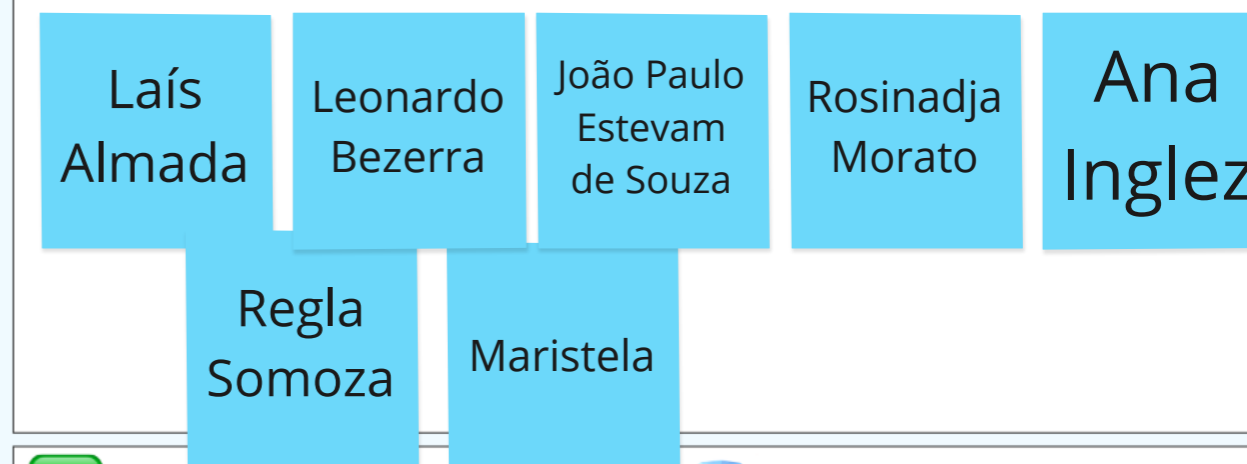 Laís
Almada
Leonardo
Bezerra
João Paulo
Estevam
de Souza
Rosinadja
Morato
Ana
Inglez
Regla
Somoza
Maristela